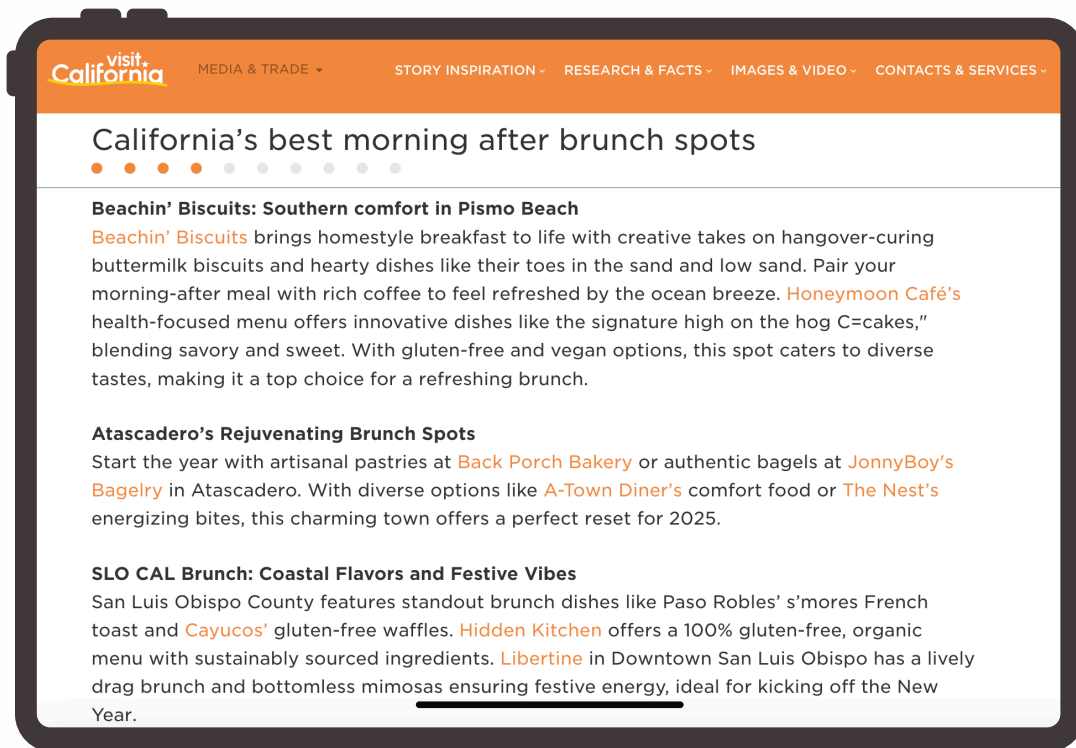 visit
California
MEDIA & TRADE
STORY INSPIRATION
RESEARCH & FACTS
IMAGES & VIDEO
CONTACTS & SERVICES
California’s best morning after brunch spots
Beachin’ Biscuits: Southern comfort in Pismo Beach
Beachin’ Biscuits brings homestyle breakfast to life with creative takes on hangover-curing
buttermilk biscuits and hearty dishes like their toes in the sand and low sand. Pair your
morning-after meal with rich coffee to feel refreshed by the ocean breeze. Honeymoon Café’s
health-focused menu offers innovative dishes like the signature high on the hog C=cakes,"
blending savory and sweet. With gluten-free and vegan options, this spot caters to diverse
tastes, making it a top choice for a refreshing brunch.
Atascadero’s Rejuvenating Brunch Spots
Start the year with artisanal pastries at Back Porch Bakery or authentic bagels at JonnyBoy's
Bagelry in Atascadero. With diverse options like A-Town Diner’s comfort food or The Nest’s
energizing bites, this charming town offers a perfect reset for 2025.
SLO CAL Brunch: Coastal Flavors and Festive Vibes
San Luis Obispo County features standout brunch dishes like Paso Robles’ s’mores French
toast and Cayucos’ gluten-free waffles. Hidden Kitchen offers a 100% gluten-free, organic
menu with sustainably sourced ingredients. Libertine in Downtown San Luis Obispo has a lively
drag brunch and bottomless mimosas ensuring festive energy, ideal for kicking off the New
Year.